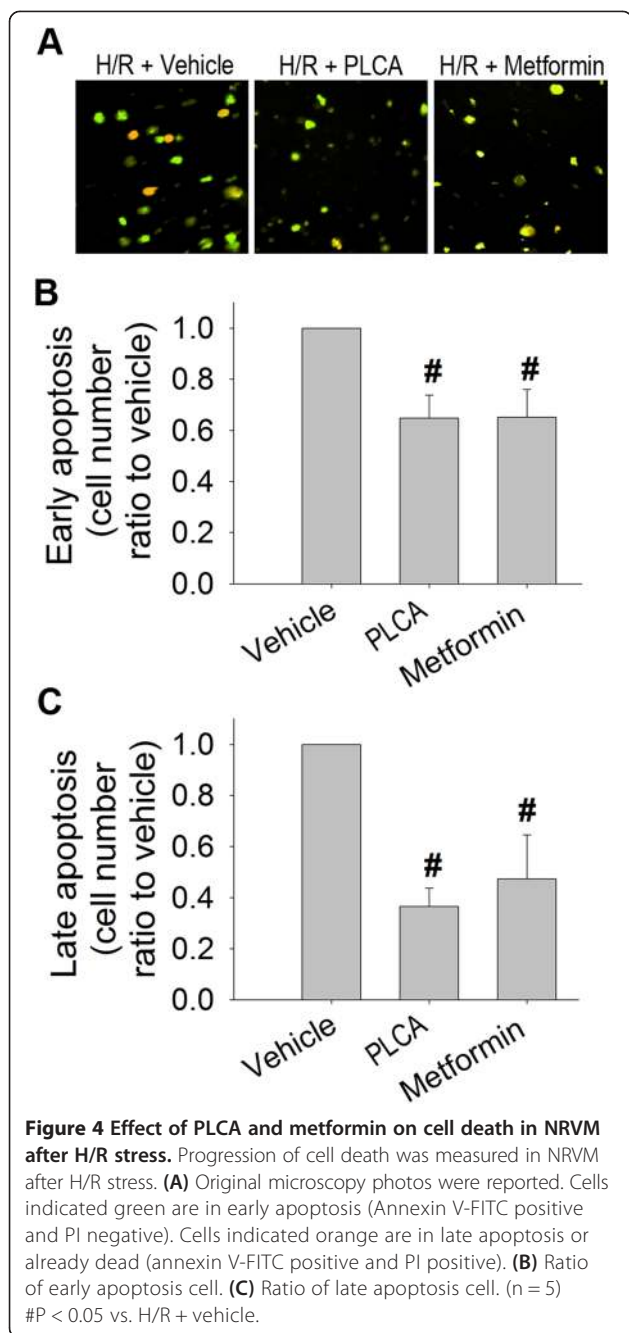 A
H/R + Vehicle H/R + PLCA H/R + Metformin
B
Early apoptosis
(cell number
ratio to vehicle)
1.0
0.8
0.6
0.4
0.2
0.0
# #
Vehicle
PLCA
Metformin
C
Late apoptosis
(cell number
ratio to vehicle)
1.0
0.8
0.6
0.4
0.2
0.0
# #
Vehicle
PLCA
Metformin
Figure 4 Effect of PLCA and metformin on cell death in NRVM
after H/R stress. Progression of cell death was measured in NRVM
after H/R stress. (A) Original microscopy photos were reported. Cells
indicated green are in early apoptosis (Annexin V-FITC positive
and PI negative). Cells indicated orange are in late apoptosis or
already dead (annexin V-FITC positive and PI positive). (B) Ratio
of early apoptosis cell. (C) Ratio of late apoptosis cell. (n = 5)
#P < 0.05 vs. H/R + vehicle.